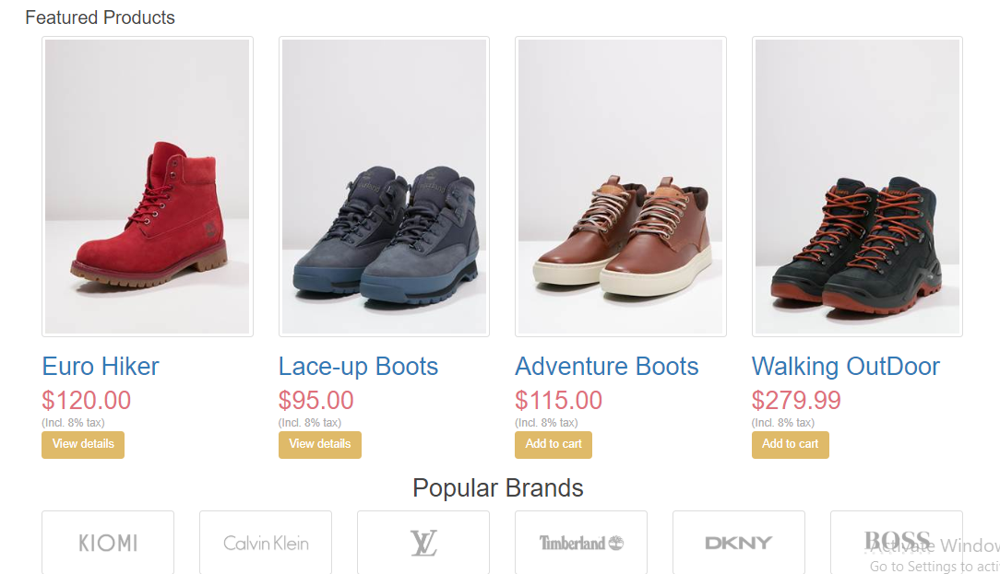 Featured Products
Euro Hiker
$120.00
(Incl. 8% tax)
View details
Lace-up Boots
$95.00
(Incl. 8% tax)
View details
Adventure Boots
$115.00
(Incl. 8% tax)
Add to cart
Walking OutDoor
$279.99
(Incl. 8% tax)
Add to cart
Popular Brands
KIOMI
Calvin Klein
LV
Timberland
DKNY
BOSS
Activate Window
Go to Settings to acti